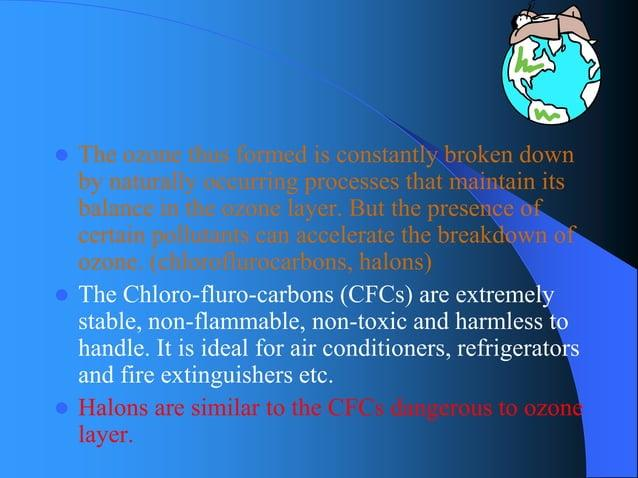 The ozone thus formed is constantly broken down
by naturally occurring processes that maintain its
balance in the ozone layer. But the presence of
certain pollutants can accelerate the breakdown of
ozone. (chloroflurocarbons, halons)
The Chloro-fluro-carbons (CFCs) are extremely
stable, non-flammable, non-toxic and harmless to
handle. It is ideal for air conditioners, refrigerators
and fire extinguishers etc.
Halons are similar to the CFCs dangerous to ozone
layer.